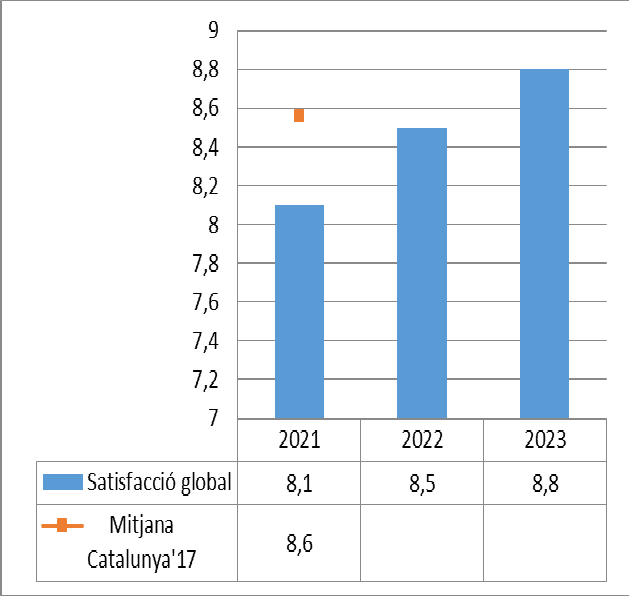 9
8,8
8,6
8,4
8,2
8
7,8
7,6
7,4
7,2
7
2021 2022 2023
Satisfacció global 8,1 8,5 8,8
Mitjana
Catalunya'17 8,6